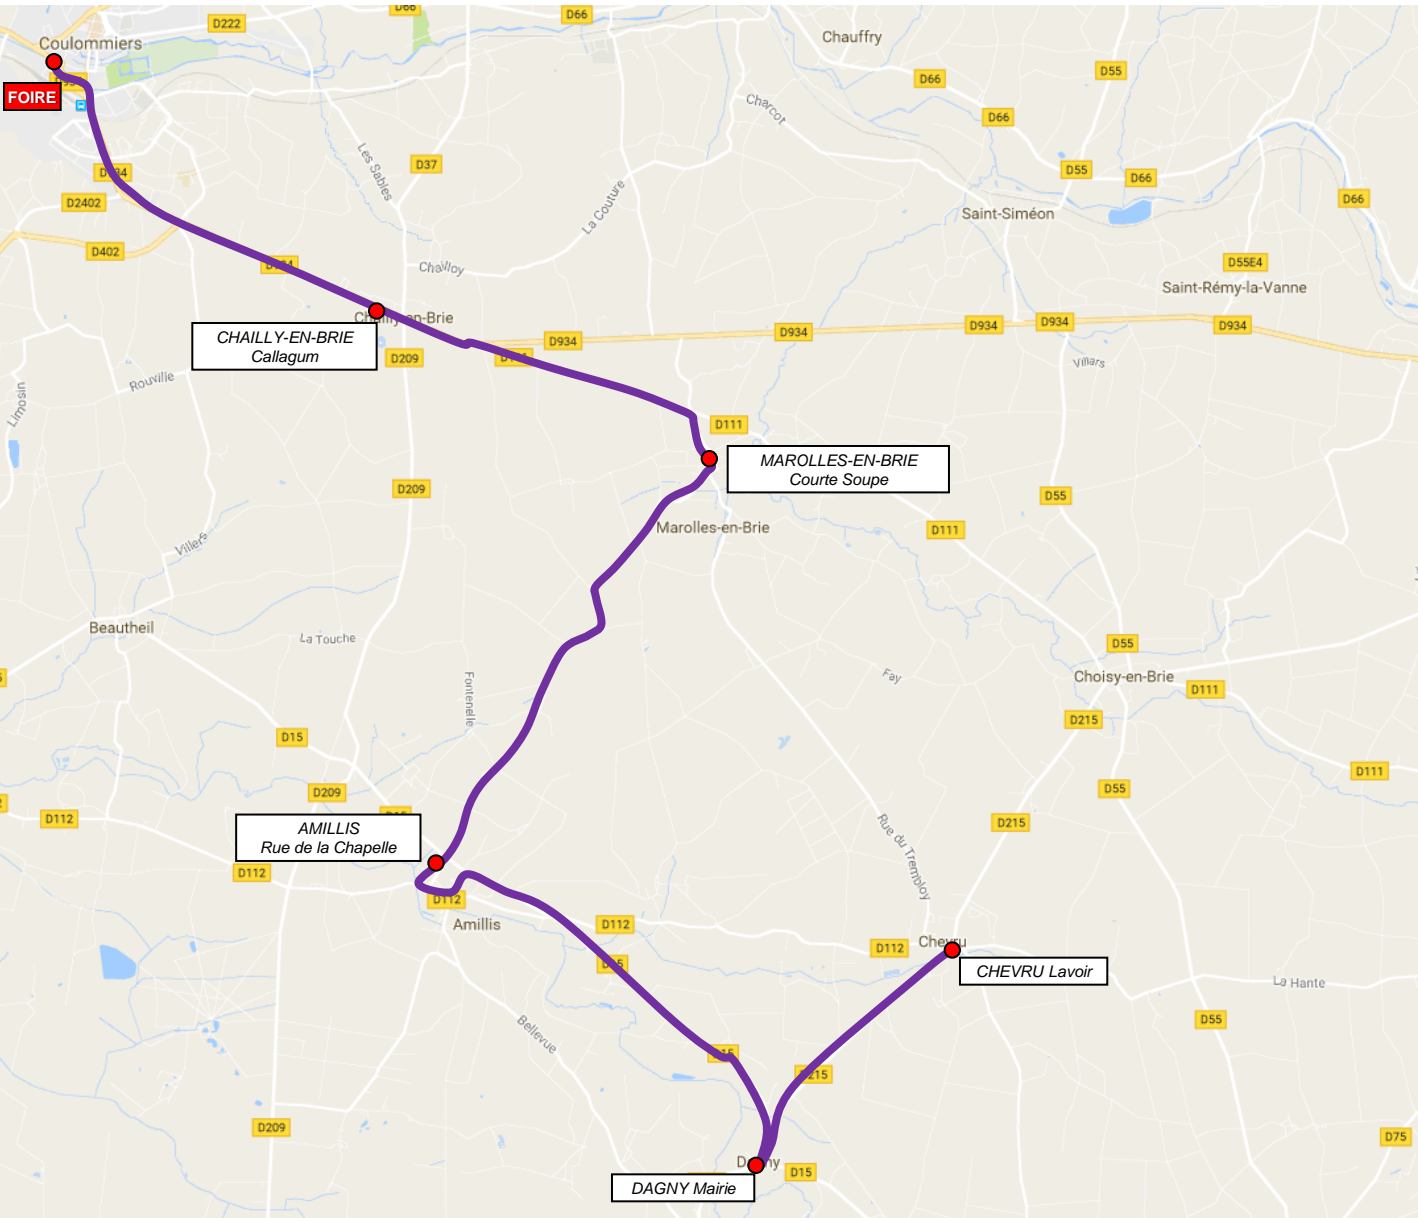 D66
D66
D222
Coulommiers
Chauffry
D66
D55
FOIRE
Charcot
D66
Les Sables
D37
D55
D66
D2402
La Couture
D66
Saint-Siméon
D402
Chailloy
D55E4
Saint-Rémy-la-Vanne
CHAILLY-EN-BRIE
Callagum
D934
D934
D934
D934
D934
D209
Villars
Rouville
Limosin
D111
MAROLLES-EN-BRIE
Courte Soupe
D209
D55
Marolles-en-Brie
D111
Villers
Beautheil
La Touche
D55
Fontenelle
Fay
Choisy-en-Brie
D111
D215
D15
D111
D209
D55
D112
D215
AMILLIS
Rue de la Chapelle
Rue du Trembloy
D112
D112
Amillis
D112
D112
Chevru
CHEVRU Lavoir
La Hante
Bellevue
D55
D215
D209
D75
D15
DAGNY Mairie